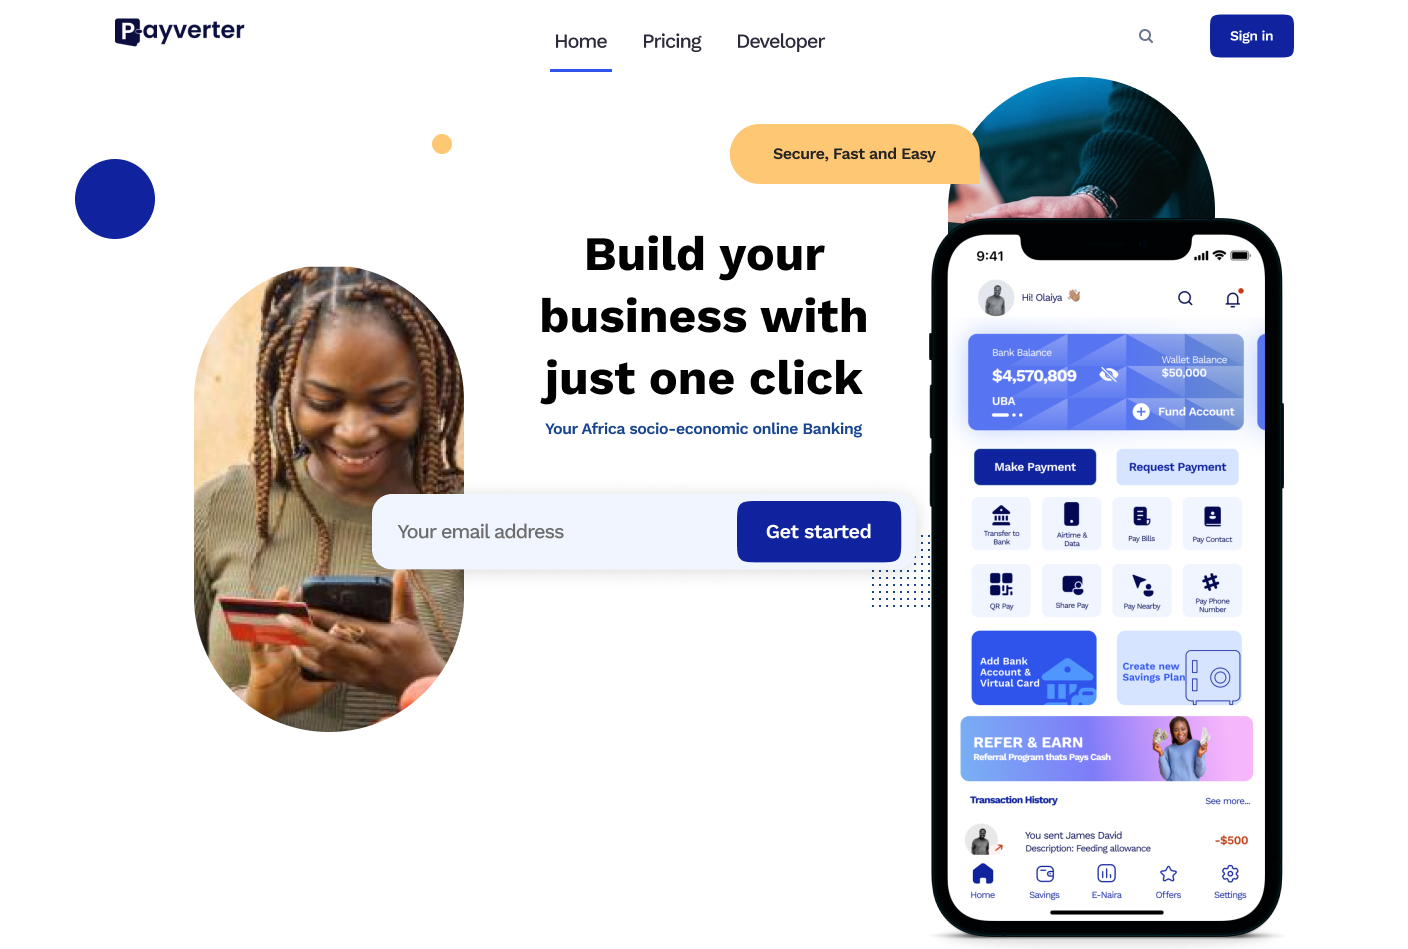 Payverter
Home
Pricing
Developer
Sign in
Secure, Fast and Easy
Build your
business with
just one click
Your Africa socio-economic online Banking
Your email address
Get started
9:41
Hi! Olaiya
Bank Balance
$4,570,809
UBA
Wallet Balance
$50,000
Fund Account
Make Payment
Request Payment
Transfer to
Bank
Airtime &
Data
Pay Bills
Pay Contact
QR Pay
Share Pay
Pay Nearby
Pay Phone
Number
Add Bank
Account &
Virtual Card
Create new
Savings Plan
REFER & EARN
Referral Program thats Pays Cash
Transaction History
See more...
You sent James David
Description: Feeding allowance
-$500
Home
Savings
E-Naira
Offers
Settings